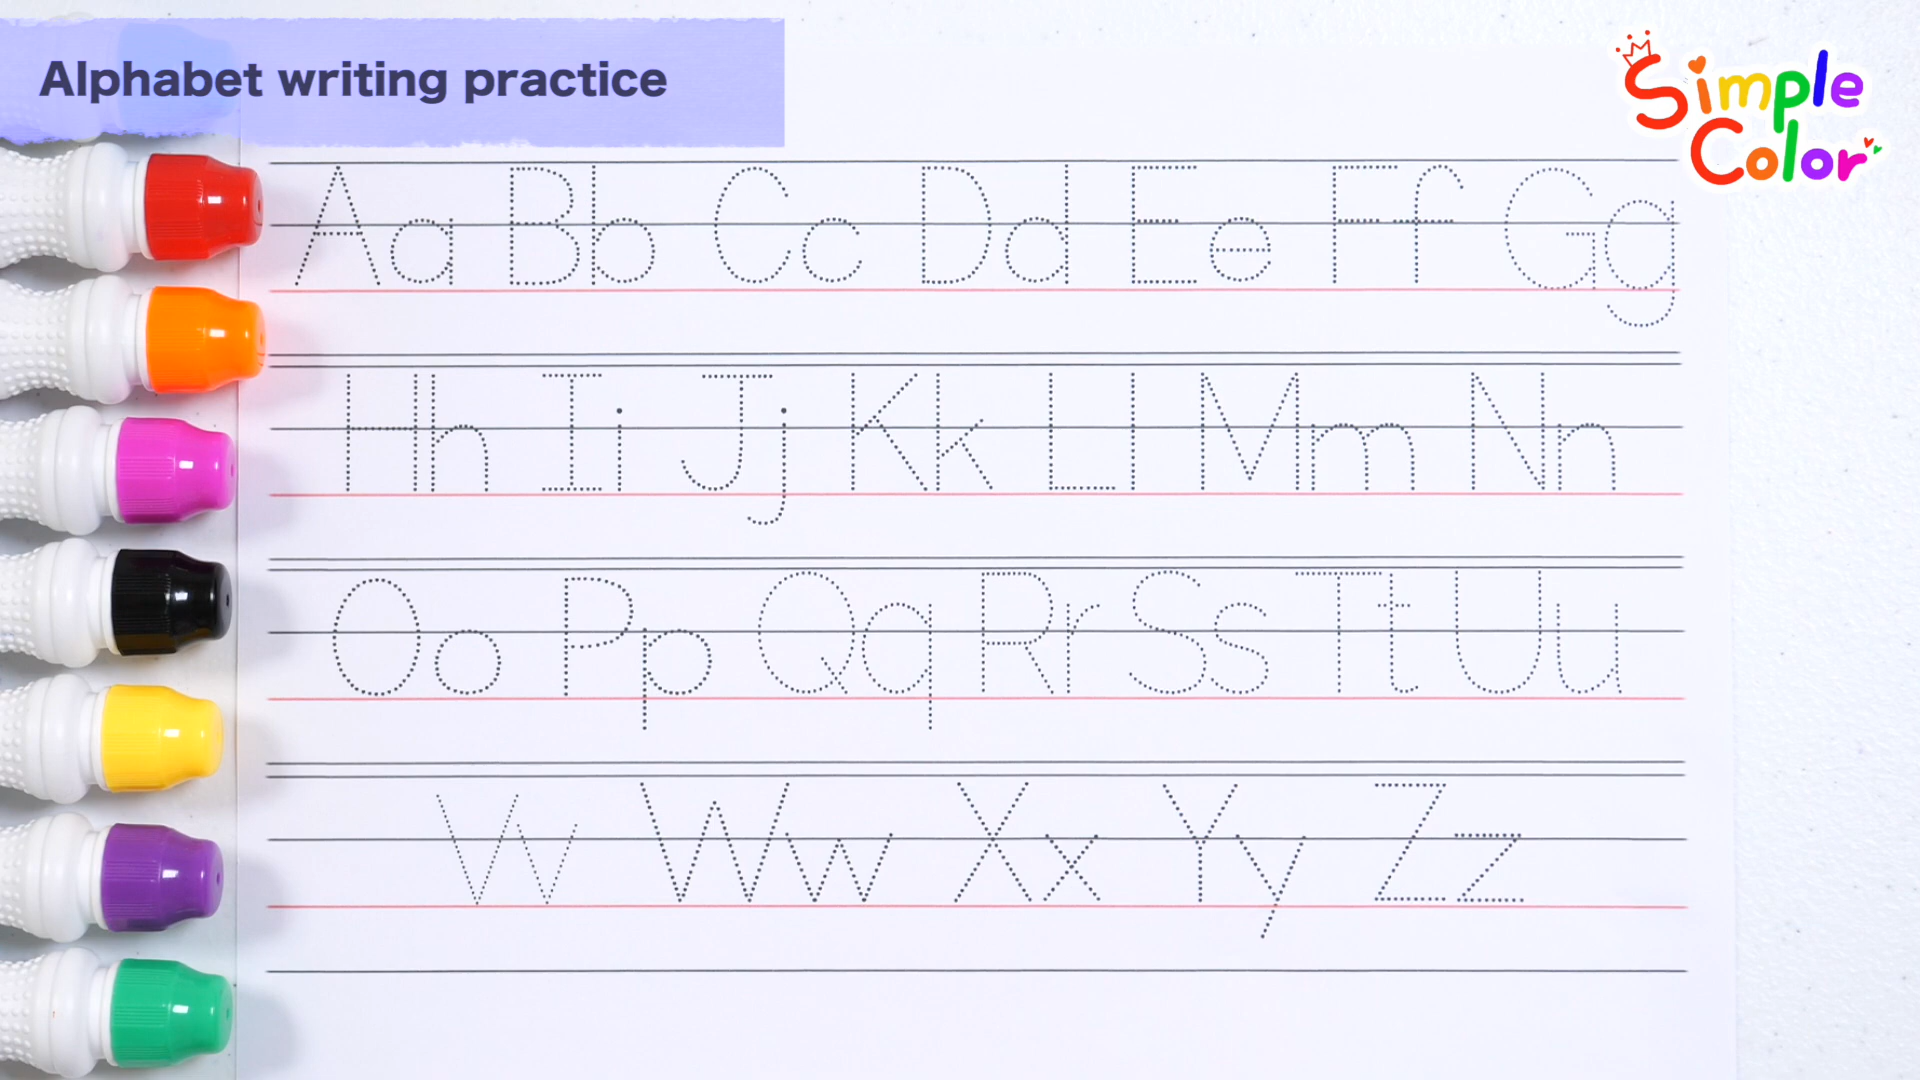 Alphabet writing practice
Simple
Color
Aa Bb Cc Dd Ee Ff Gg
Hh Ii Jj Kk Ll Mm Nn
Oo Pp Qq Rr Ss Tt Uu
Vv Ww Xx Yy Zz